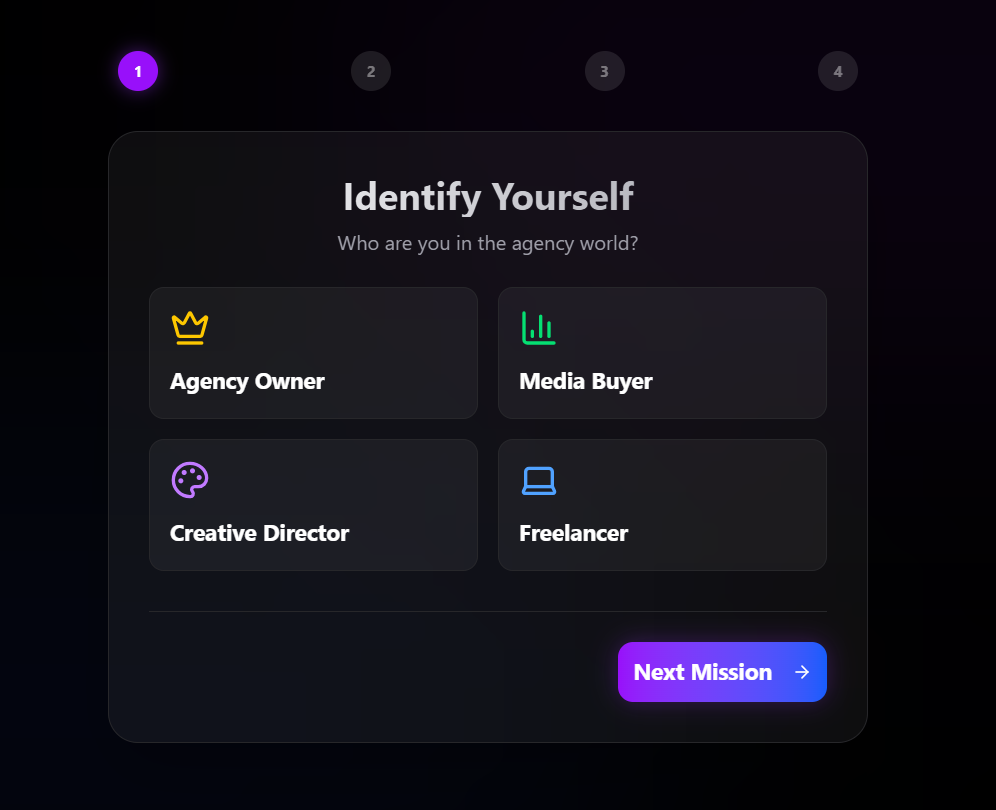 1
2
3
4
Identify Yourself
Who are you in the agency world?
Agency Owner
Media Buyer
Creative Director
Freelancer
Next Mission